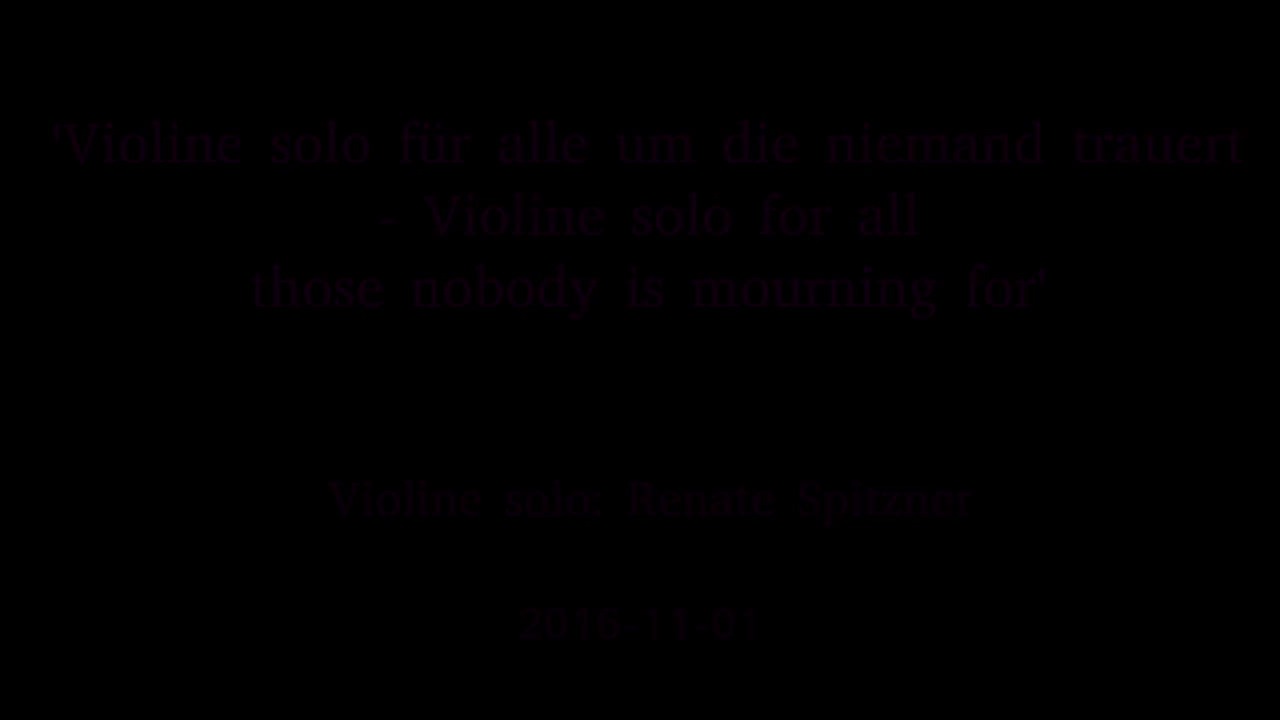 'Violine solo für alle um die niemand trauert
- Violine solo for all
those nobody is mourning for'
Violine solo: Renate Spitzner
2016-11-01